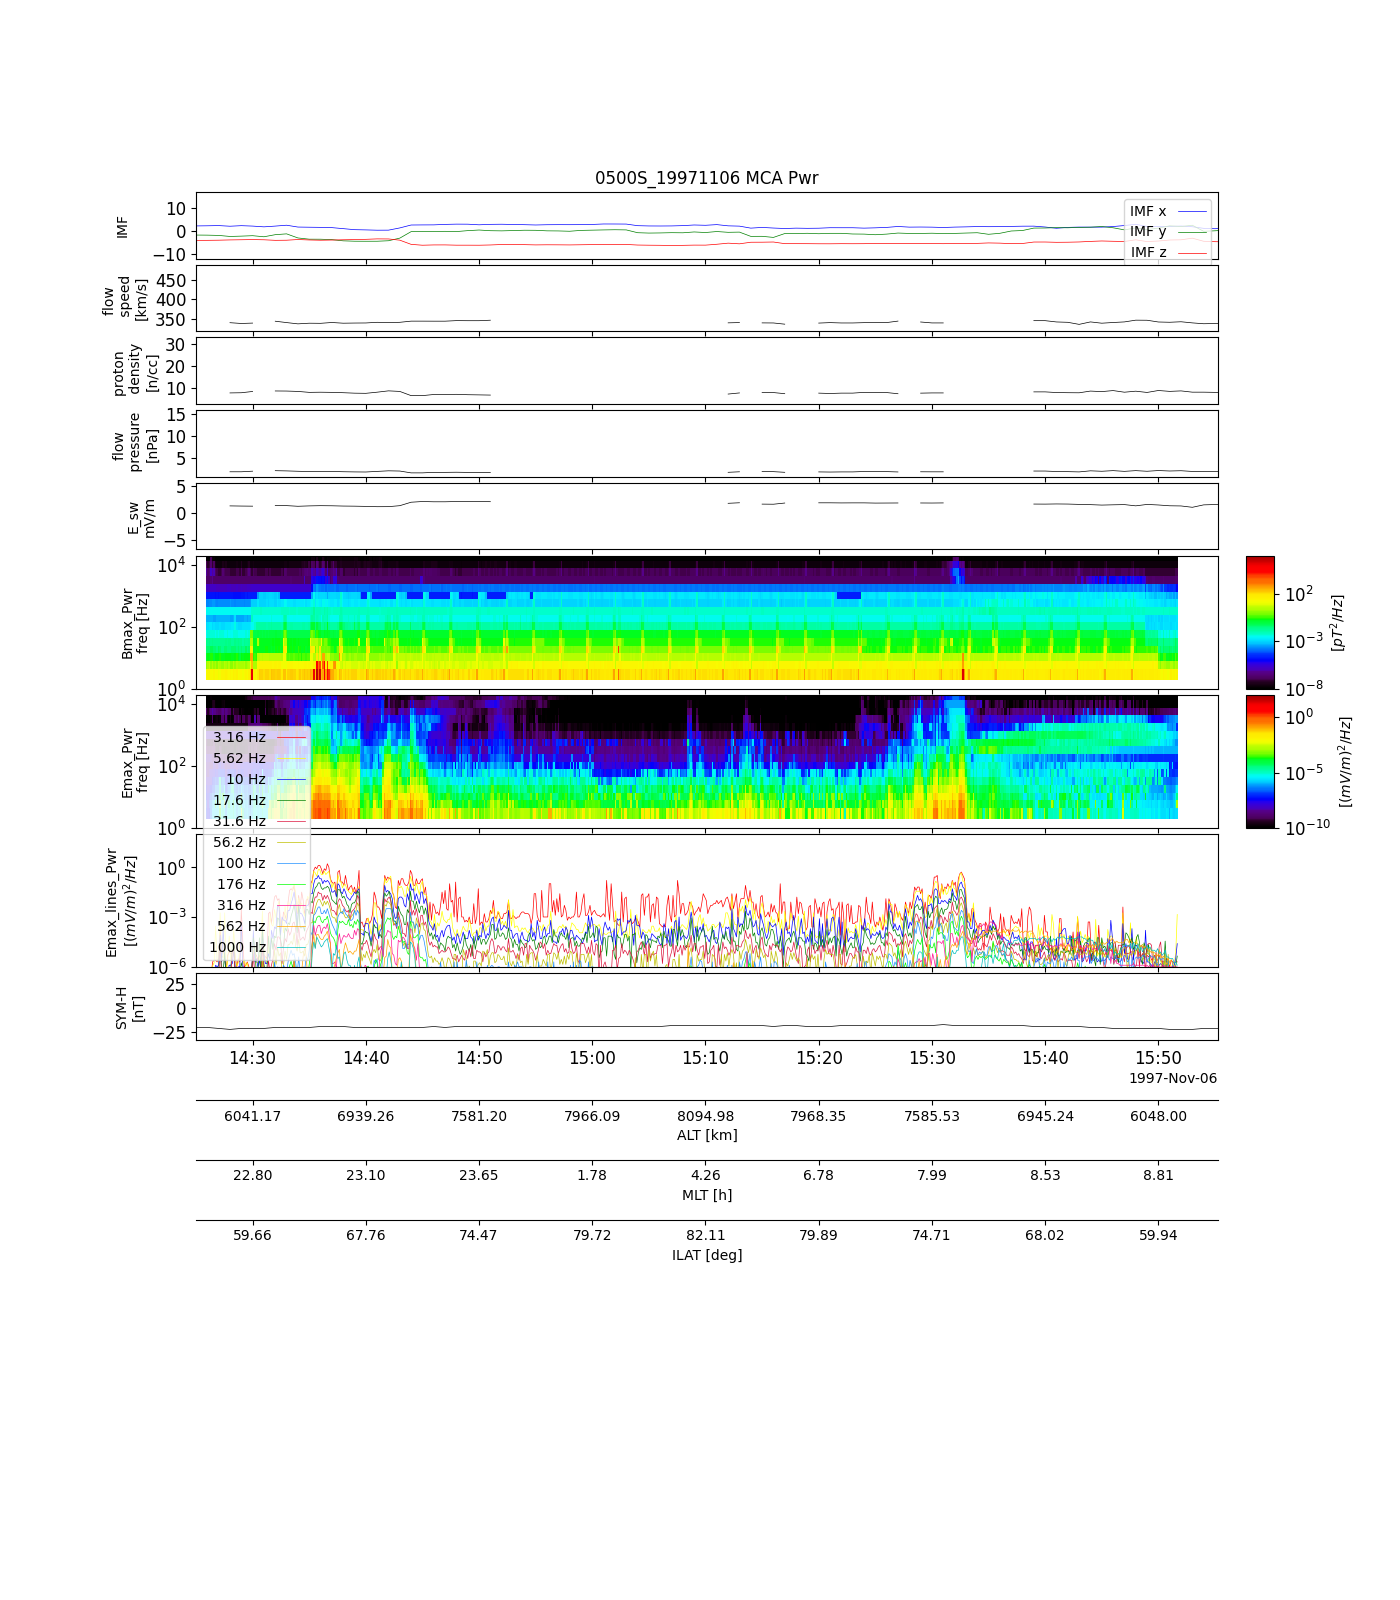 0500S_19971106 MCA Pwr
IMF
10
0
−10
IMF x
IMF y
IMF z
flow
speed
[km/s]
450
400
350
proton
density
[n/cc]
30
20
10
flow
pressure
[nPa]
15
10
5
E_sw
mV/m
5
0
−5
Bmax_Pwr
freq [Hz]
10^4
10^2
10^0
10^2
10^−3
10^−8
[pT^2/Hz]
Emax_Pwr
freq [Hz]
10^4
10^2
10^0
10^0
10^−5
10^−10
[(mV/m)^2/Hz]
3.16 Hz
5.62 Hz
10 Hz
17.6 Hz
31.6 Hz
56.2 Hz
100 Hz
176 Hz
316 Hz
562 Hz
1000 Hz
Emax_lines_Pwr
[(mV/m)^2/Hz]
10^0
10^−3
10^−6
SYM-H
[nT]
25
0
−25
14:30 14:40 14:50 15:00 15:10 15:20 15:30 15:40 15:50
1997-Nov-06
6041.17 6939.26 7581.20 7966.09 8094.98 7968.35 7585.53 6945.24 6048.00
ALT [km]
22.80 23.10 23.65 1.78 4.26 6.78 7.99 8.53 8.81
MLT [h]
59.66 67.76 74.47 79.72 82.11 79.89 74.71 68.02 59.94
ILAT [deg]